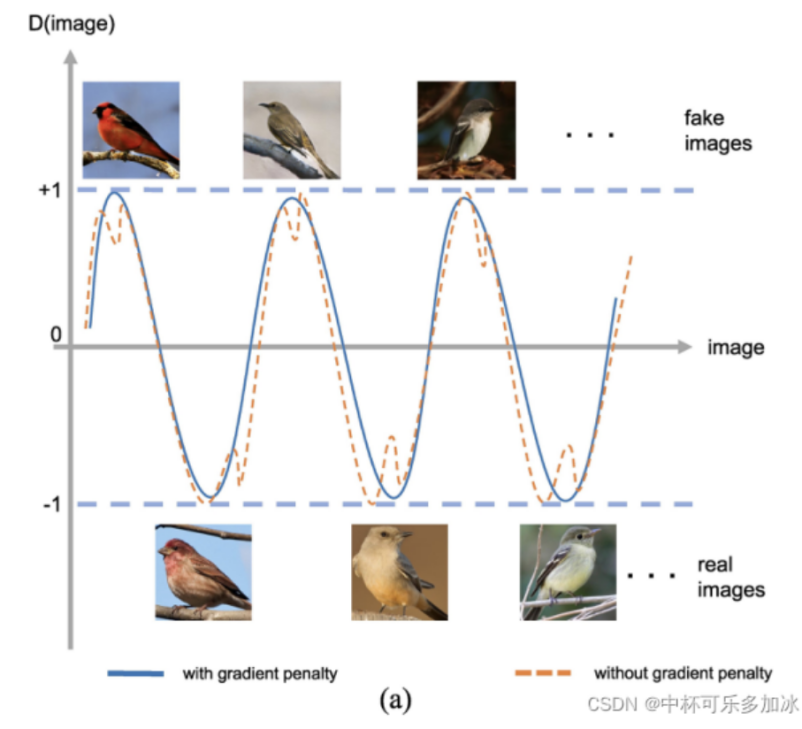 D(image)
fake
images
. . .
+1
0
image
-1
real
images
. . .
with gradient penalty
without gradient penalty
(a)
CSDN @中杯可乐多加冰